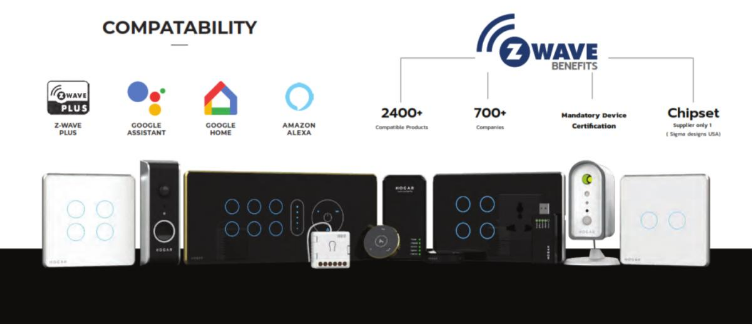 COMPATABILITY
Z WAVE
PLUS
Z-WAVE
PLUS
GOOGLE
ASSISTANT
GOOGLE
HOME
AMAZON
ALEXA
Z WAVE
BENEFITS
2400+
Compatible Products
700+
Companies
Mandatory Device
Certification
Chipset
Supplier only 1
( Sigma designs USA)
HOGAR
HOGAR
HOGAR
HOGAR
HOGAR